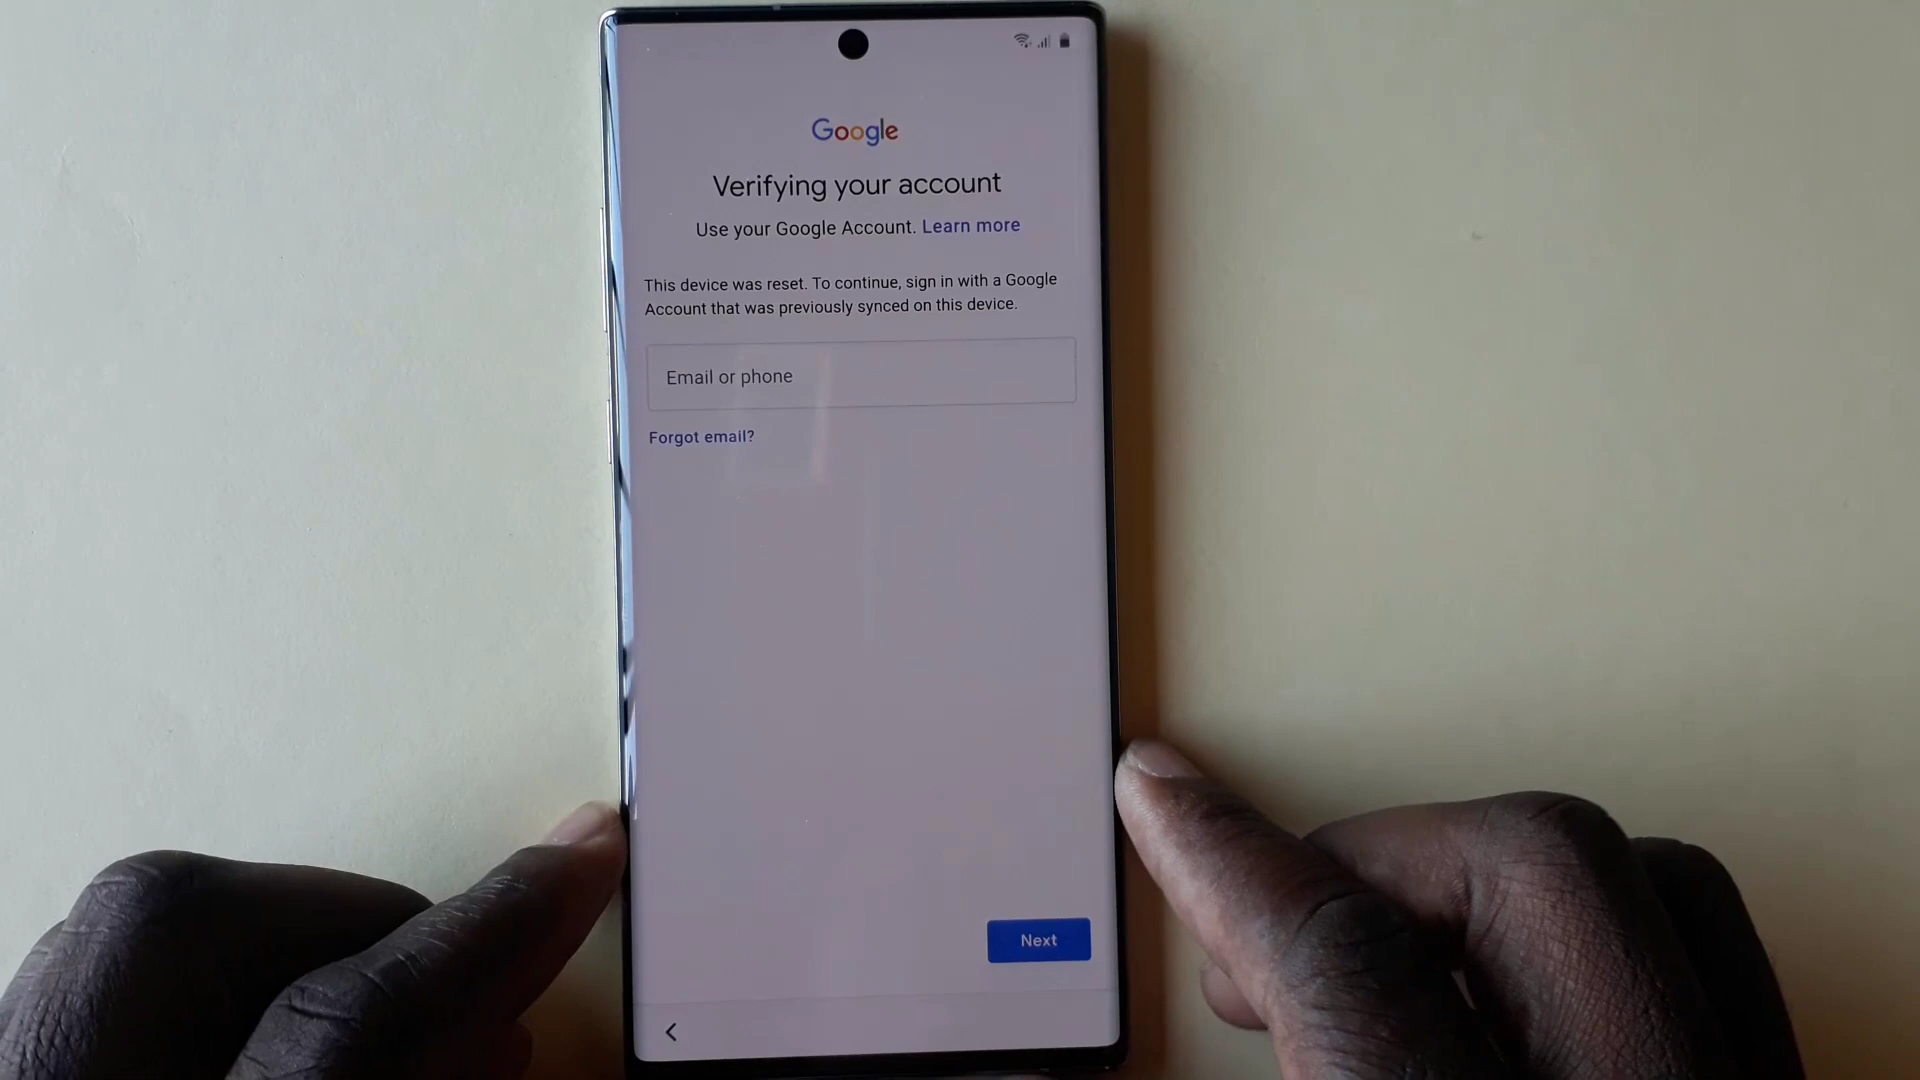 Google
Verifying your account
Use your Google Account. Learn more
This device was reset. To continue, sign in with a Google
Account that was previously synced on this device.
Email or phone
Forgot email?
Next